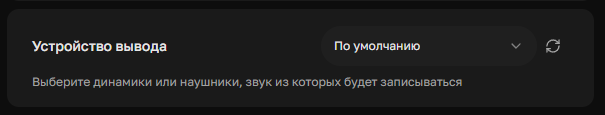 Устройство вывода
По умолчанию
Выберите динамики или наушники, звук из которых будет записываться